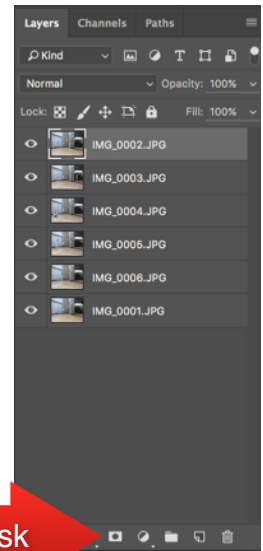 Layers Channels Paths
Kind
Normal Opacity: 100%
Lock: Fill: 100%
IMG_0002.JPG
IMG_0003.JPG
IMG_0004.JPG
IMG_0005.JPG
IMG_0006.JPG
IMG_0001.JPG
sk